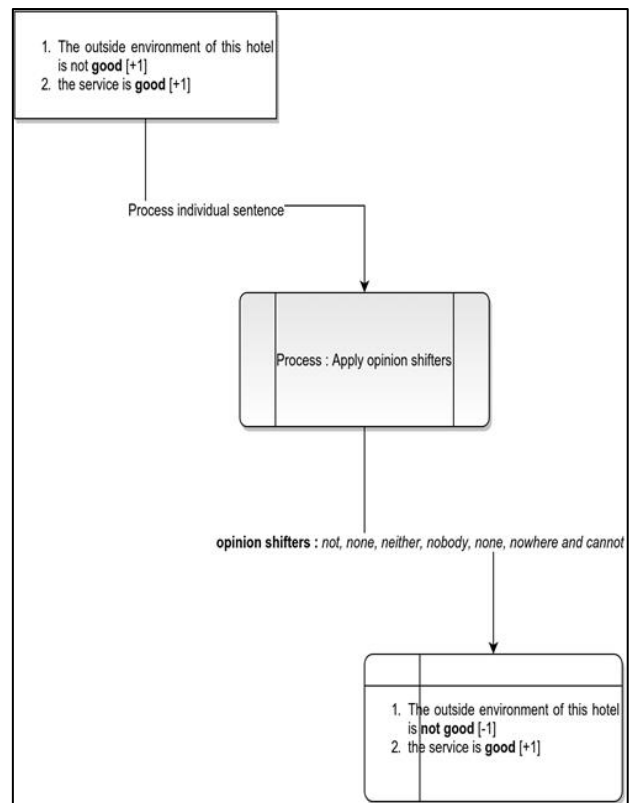 1. The outside environment of this hotel
is not good [+1]
2. the service is good [+1]
Process individual sentence
Process : Apply opinion shifters
opinion shifters : not, none, neither, nobody, none, nowhere and cannot
1. The outside environment of this hotel
is not good [-1]
2. the service is good [+1]